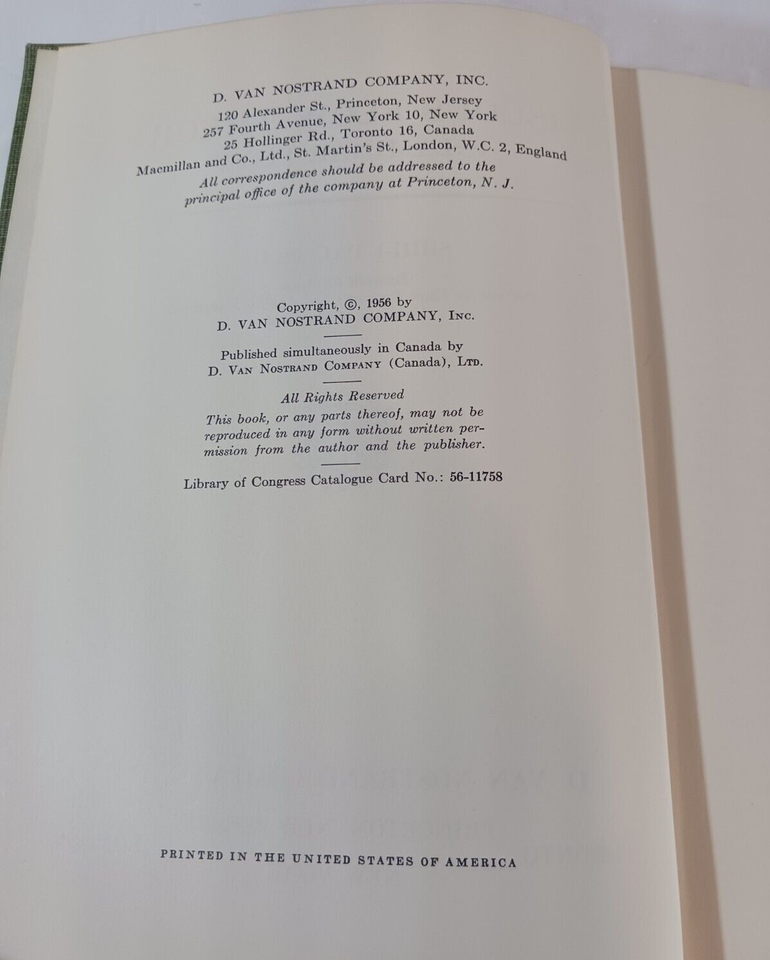 D. VAN NOSTRAND COMPANY, INC.
120 Alexander St., Princeton, New Jersey
257 Fourth Avenue, New York 10, New York
25 Hollinger Rd., Toronto 16, Canada
Macmillan and Co., Ltd., St. Martin's St., London, W.C. 2, England
All correspondence should be addressed to the
principal office of the company at Princeton, N. J.
Copyright, ©, 1956 by
D. VAN NOSTRAND COMPANY, INC.
Published simultaneously in Canada by
D. VAN NOSTRAND COMPANY (Canada), LTD.
All Rights Reserved
This book, or any parts thereof, may not be
reproduced in any form without written per-
mission from the author and the publisher.
Library of Congress Catalogue Card No.: 56-11758
PRINTED IN THE UNITED STATES OF AMERICA